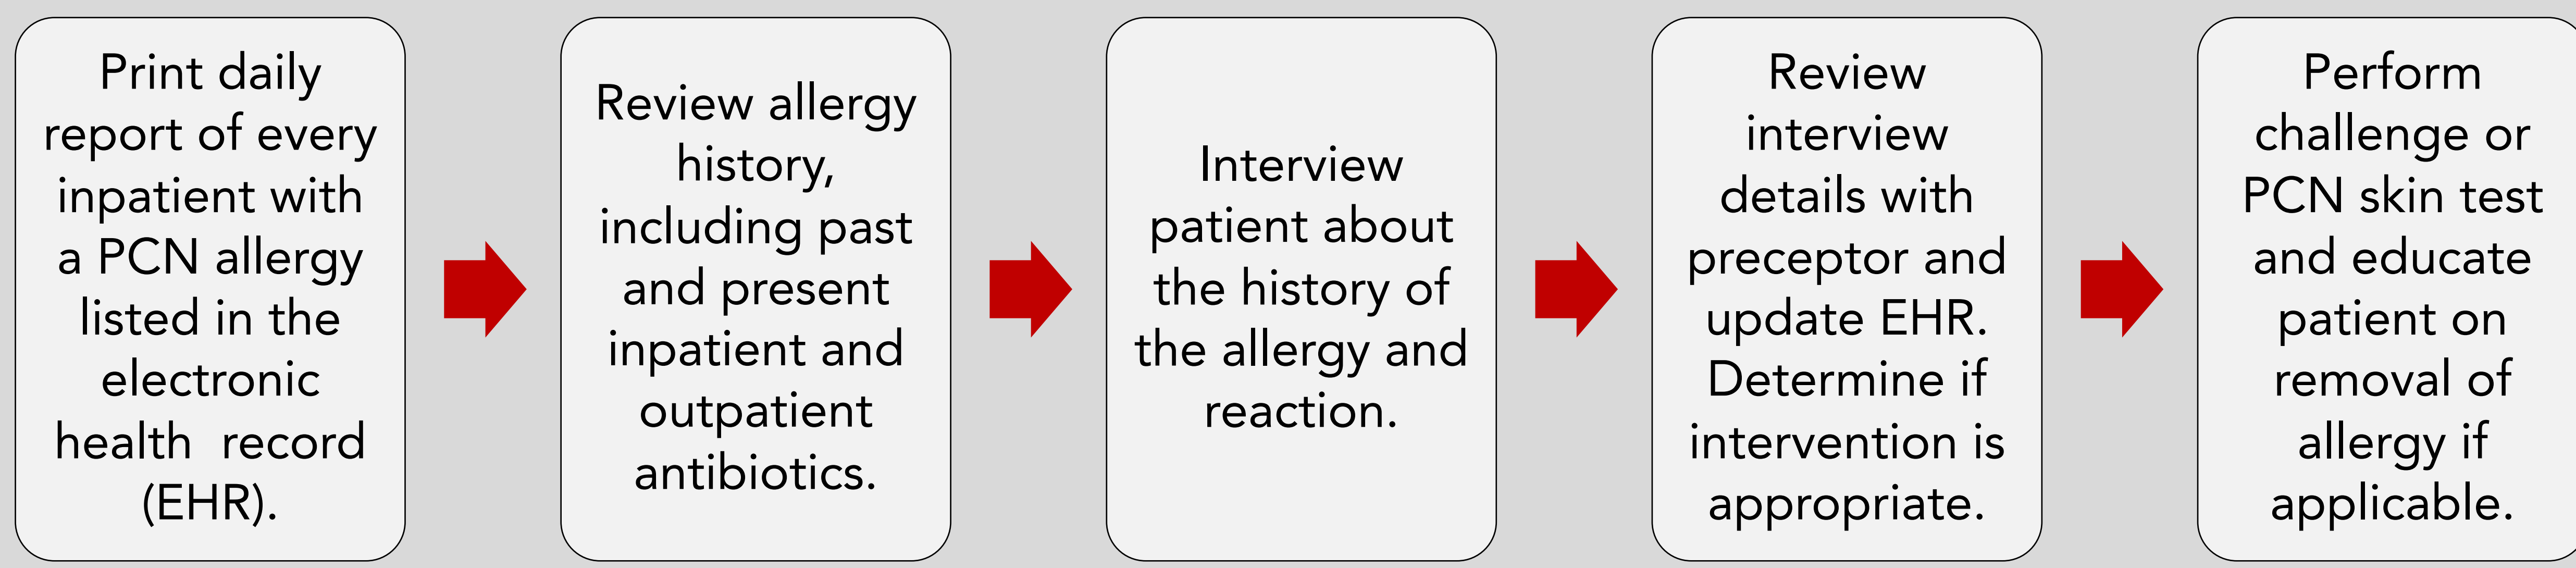 Print daily
report of every
inpatient with
a PCN allergy
listed in the
electronic
health  record
(EHR).
Review allergy
history,
including past
and present
inpatient and
outpatient
antibiotics.
Interview
patient about
the history of
the allergy and
reaction.
Review
interview
details with
preceptor and
update EHR.
Determine if
intervention is
appropriate.
Perform
challenge or
PCN skin test
and educate
patient on
removal of
allergy if
applicable.